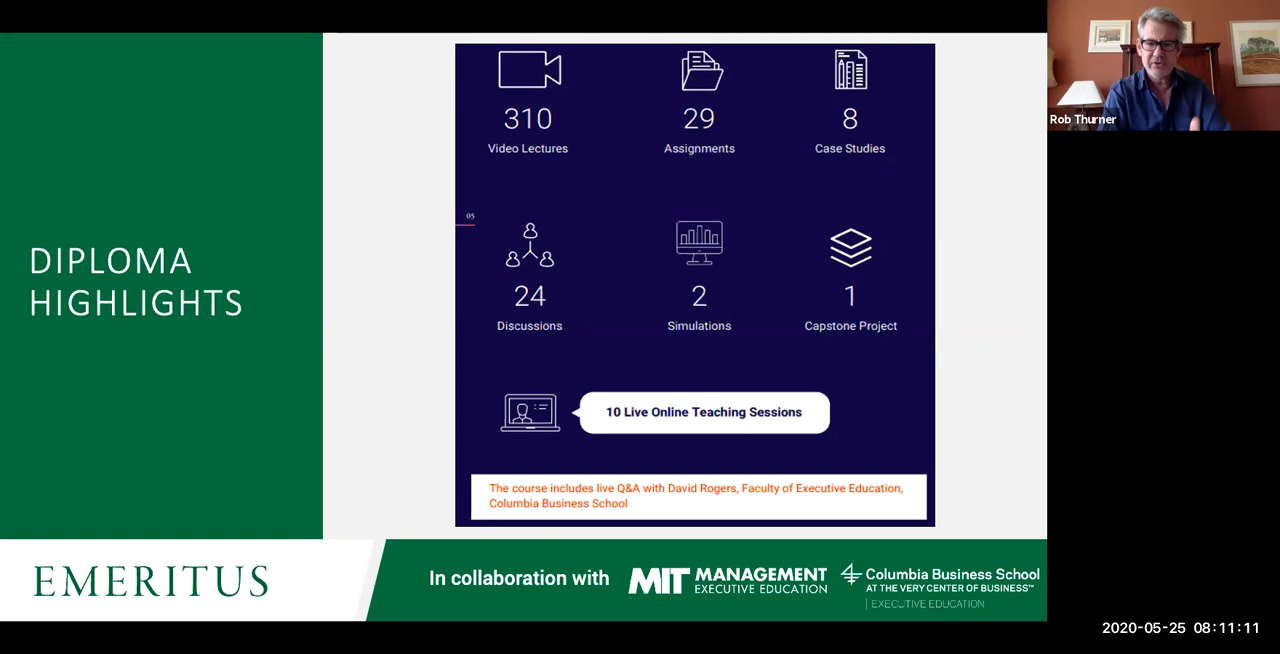 DIPLOMA
HIGHLIGHTS
310
Video Lectures
29
Assignments
8
Case Studies
05
24
Discussions
2
Simulations
1
Capstone Project
10 Live Online Teaching Sessions
The course includes live Q&A with David Rogers, Faculty of Executive Education,
Columbia Business School
EMERITUS
In collaboration with
MIT MANAGEMENT
EXECUTIVE EDUCATION
Columbia Business School
AT THE VERY CENTER OF BUSINESS™
EXECUTIVE EDUCATION
Rob Thurner
2020-05-25 08:11:11